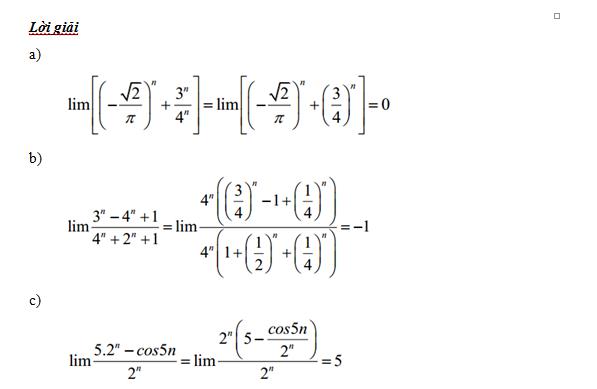 Lời giải
a)
lim[(-√2/π)^n + 3^n/4^n] = lim[(-√2/π)^n + (3/4)^n] = 0
b)
lim (3^n - 4^n + 1)/(4^n + 2^n + 1) = lim (4^n((3/4)^n - 1 + (1/4)^n))/(4^n(1 + (1/2)^n + (1/4)^n)) = -1
c)
lim (5.2^n - cos5n)/2^n = lim (2^n(5 - cos5n/2^n))/2^n = 5